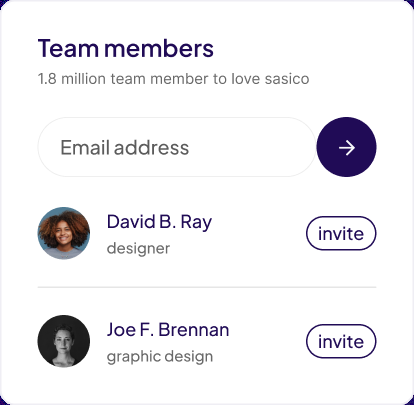 Team members
1.8 million team member to love sasico
Email address
David B. Ray
designer
invite
Joe F. Brennan
graphic design
invite